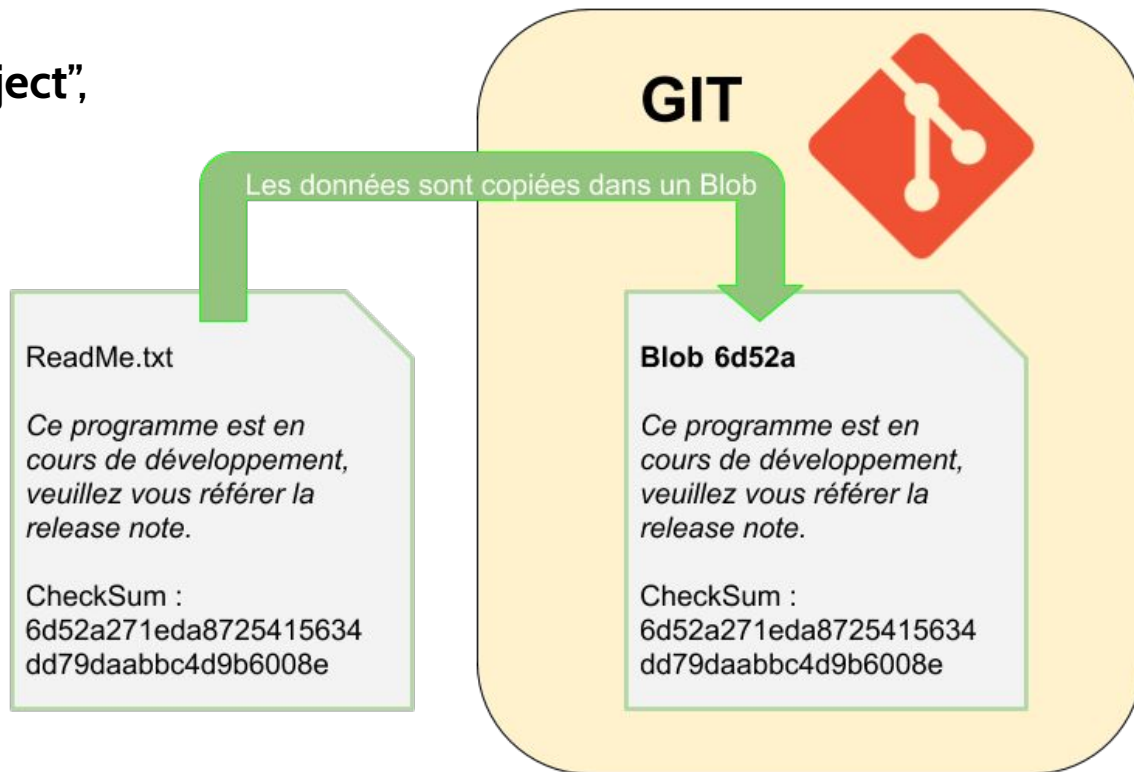 ject”,
GIT
Les données sont copiées dans un Blob
ReadMe.txt
Ce programme est en
cours de développement,
veuillez vous référer la
release note.
CheckSum :
6d52a271eda8725415634
dd79daabbc4d9b6008e
Blob 6d52a
Ce programme est en
cours de développement,
veuillez vous référer la
release note.
CheckSum :
6d52a271eda8725415634
dd79daabbc4d9b6008e